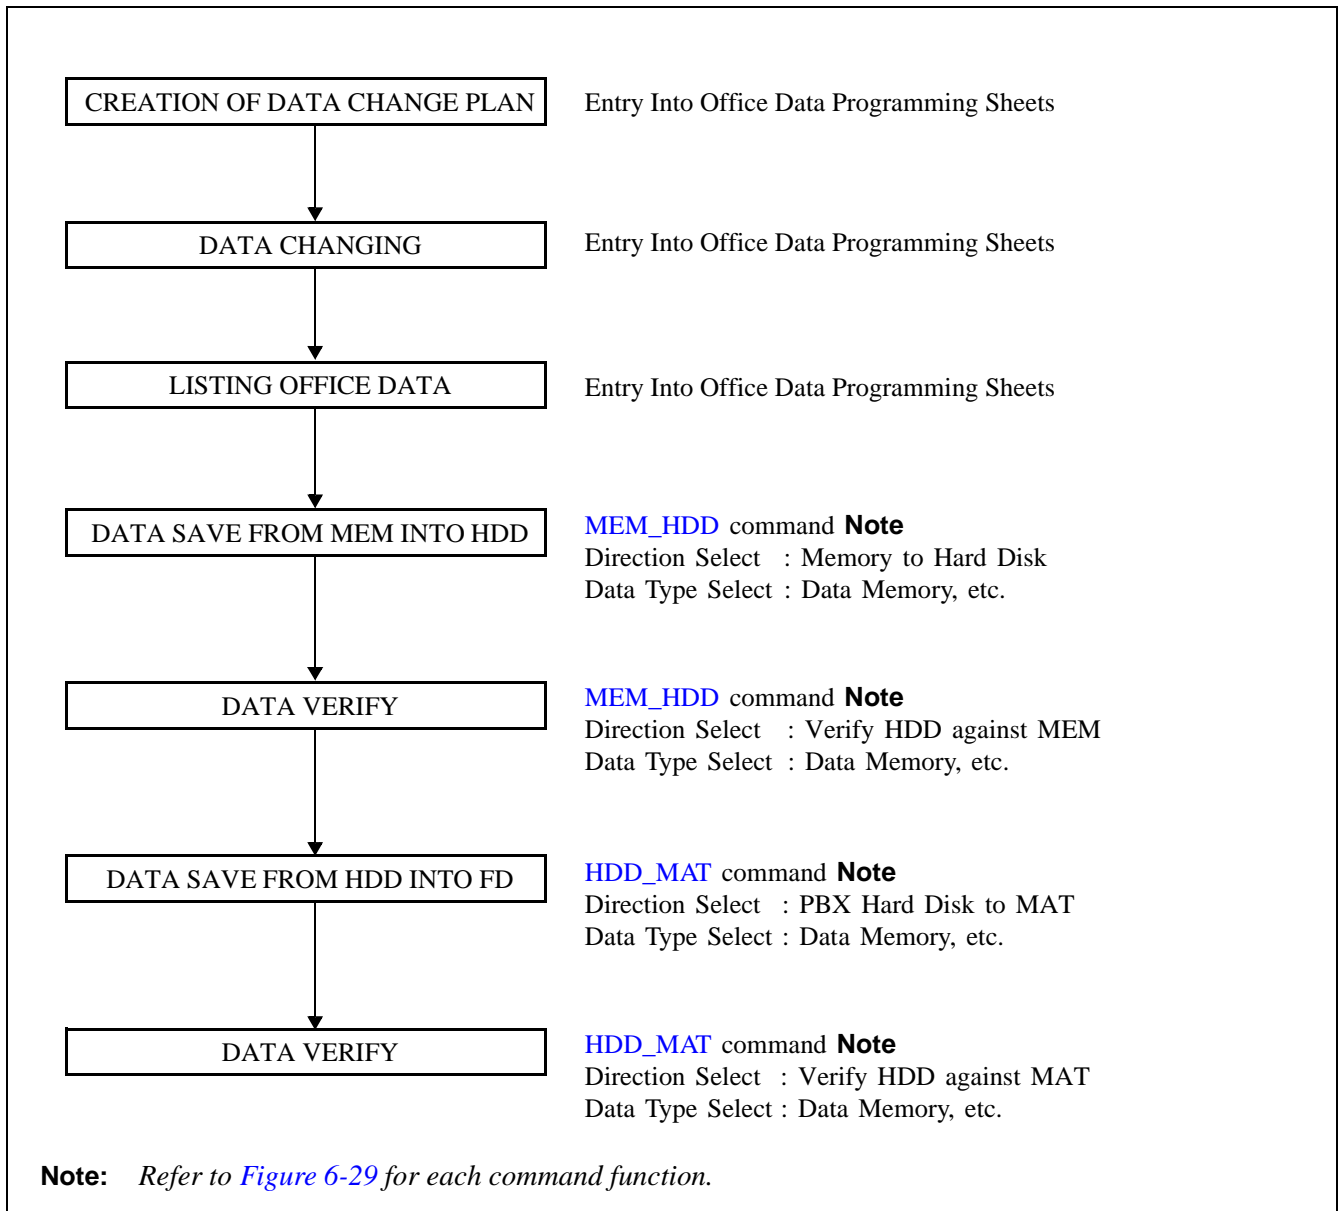 CREATION OF DATA CHANGE PLAN
Entry Into Office Data Programming Sheets
DATA CHANGING
Entry Into Office Data Programming Sheets
LISTING OFFICE DATA
Entry Into Office Data Programming Sheets
DATA SAVE FROM MEM INTO HDD
MEM_HDD command Note
Direction Select : Memory to Hard Disk
Data Type Select : Data Memory, etc.
DATA VERIFY
MEM_HDD command Note
Direction Select : Verify HDD against MEM
Data Type Select : Data Memory, etc.
DATA SAVE FROM HDD INTO FD
HDD_MAT command Note
Direction Select : PBX Hard Disk to MAT
Data Type Select : Data Memory, etc.
DATA VERIFY
HDD_MAT command Note
Direction Select : Verify HDD against MAT
Data Type Select : Data Memory, etc.
Note: Refer to Figure 6-29 for each command function.